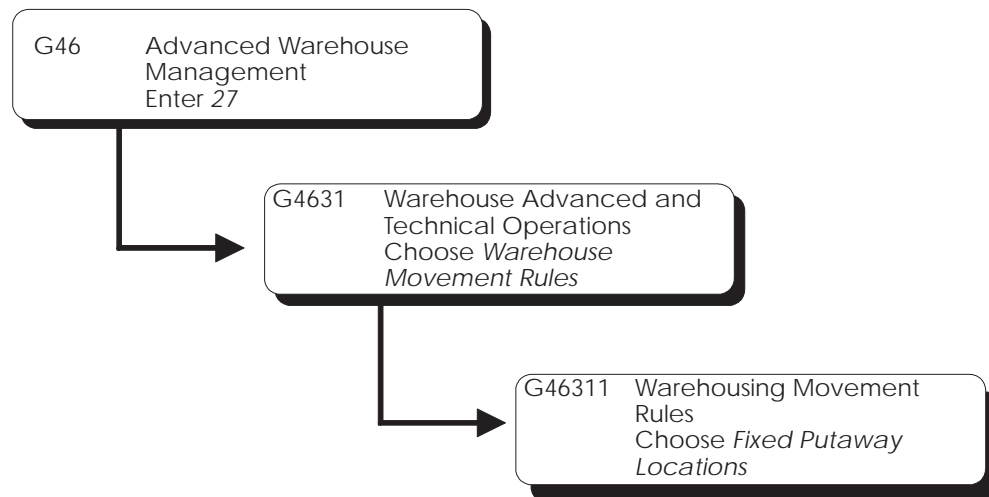 G46 Advanced Warehouse
Management
Enter 27
G4631 Warehouse Advanced and
Technical Operations
Choose Warehouse
Movement Rules
G46311 Warehousing Movement
Rules
Choose Fixed Putaway
Locations